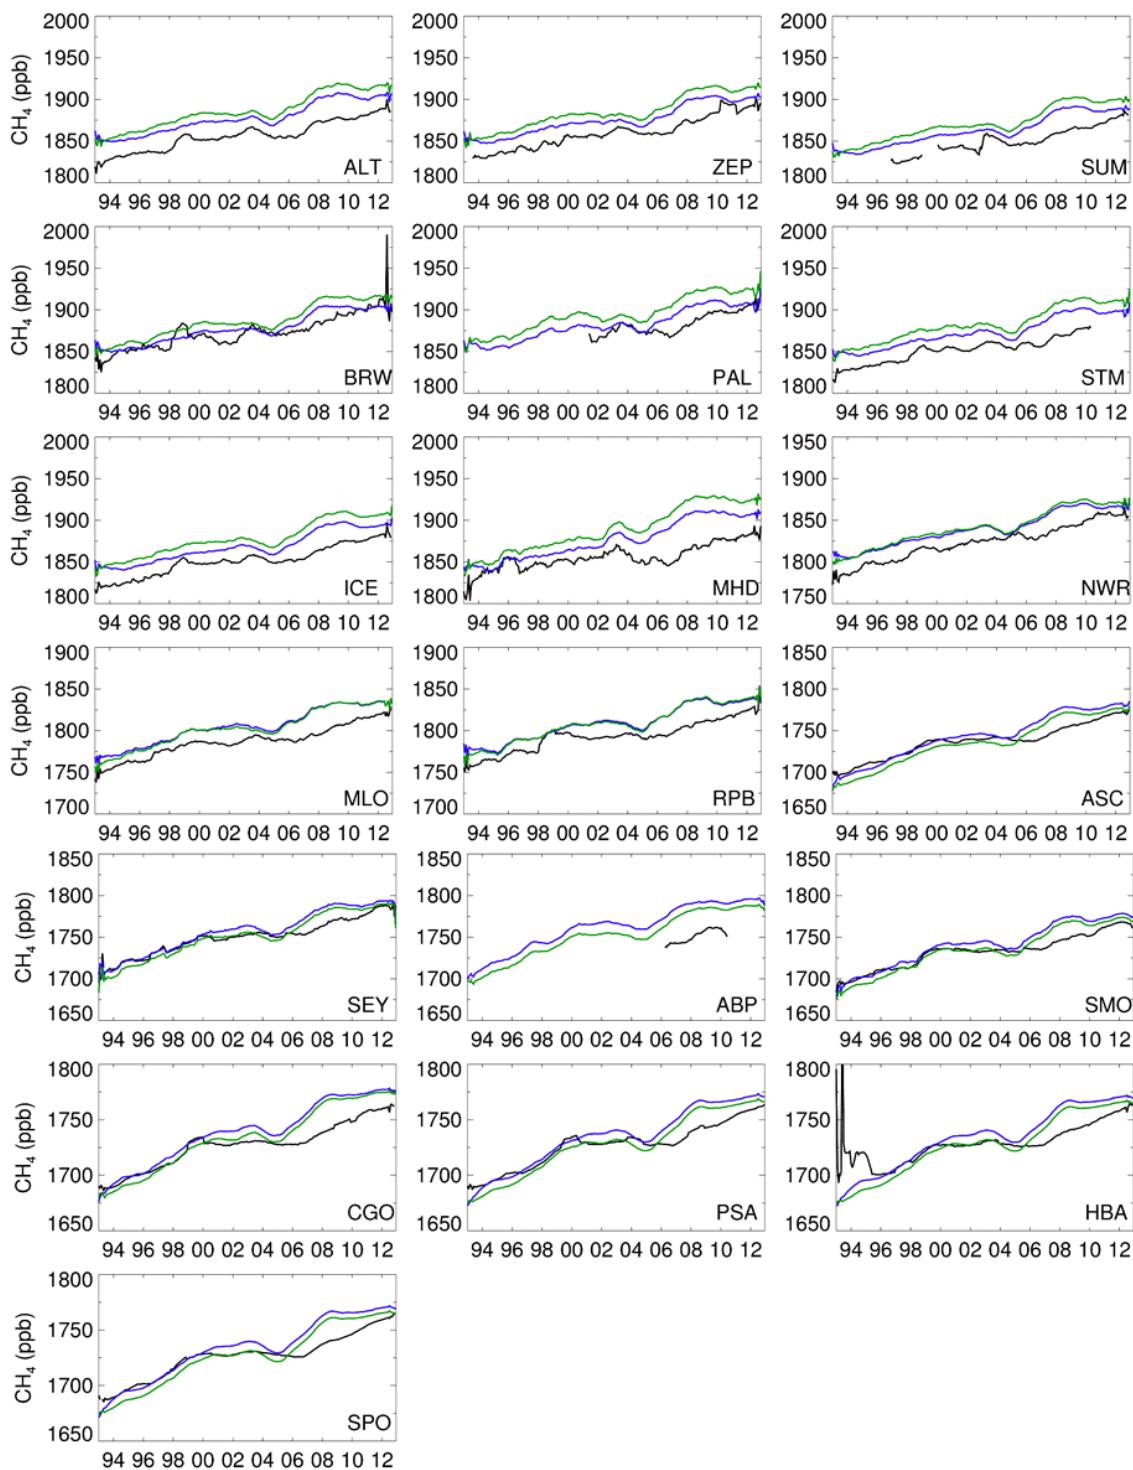 2000 2000 2000
1950 1950 1950
1900 1900 1900
1850 1850 1850
1800 1800 1800
CH₄ (ppb)
ALT ZEP SUM
94 96 98 00 02 04 06 08 10 12 94 96 98 00 02 04 06 08 10 12 94 96 98 00 02 04 06 08 10 12
2000 2000 2000
1950 1950 1950
1900 1900 1900
1850 1850 1850
1800 1800 1800
CH₄ (ppb)
BRW PAL STM
94 96 98 00 02 04 06 08 10 12 94 96 98 00 02 04 06 08 10 12 94 96 98 00 02 04 06 08 10 12
2000 2000 1950
1950 1950 1900
1900 1900 1850
1850 1850 1800
1800 1800 1750
CH₄ (ppb)
ICE MHD NWR
94 96 98 00 02 04 06 08 10 12 94 96 98 00 02 04 06 08 10 12 94 96 98 00 02 04 06 08 10 12
1900 1900 1850
1850 1850 1800
1800 1800 1750
1750 1750 1700
1700 1700 1650
CH₄ (ppb)
MLO RPB ASC
94 96 98 00 02 04 06 08 10 12 94 96 98 00 02 04 06 08 10 12 94 96 98 00 02 04 06 08 10 12
1850 1850 1850
1800 1800 1800
1750 1750 1750
1700 1700 1700
1650 1650 1650
CH₄ (ppb)
SEY ABP SMO
94 96 98 00 02 04 06 08 10 12 94 96 98 00 02 04 06 08 10 12 94 96 98 00 02 04 06 08 10 12
1800 1800 1800
1750 1750 1750
1700 1700 1700
1650 1650 1650
CH₄ (ppb)
CGO PSA HBA
94 96 98 00 02 04 06 08 10 12 94 96 98 00 02 04 06 08 10 12 94 96 98 00 02 04 06 08 10 12
1800
1750
1700
1650
CH₄ (ppb)
SPO
94 96 98 00 02 04 06 08 10 12